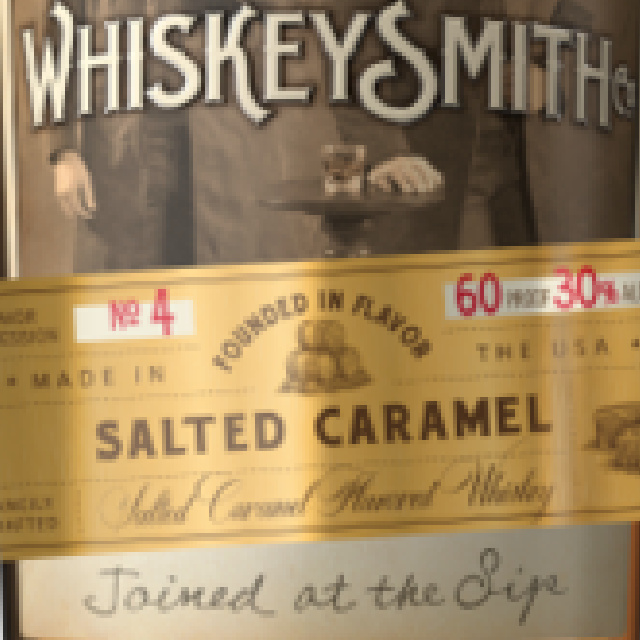 WHISKEYSMITH
No 4
FOUNDED IN FLAVOR
60 PROOF 30%
MADE IN
THE USA
SALTED CARAMEL
Salted Caramel Flavored Whiskey
Joined at the Sip